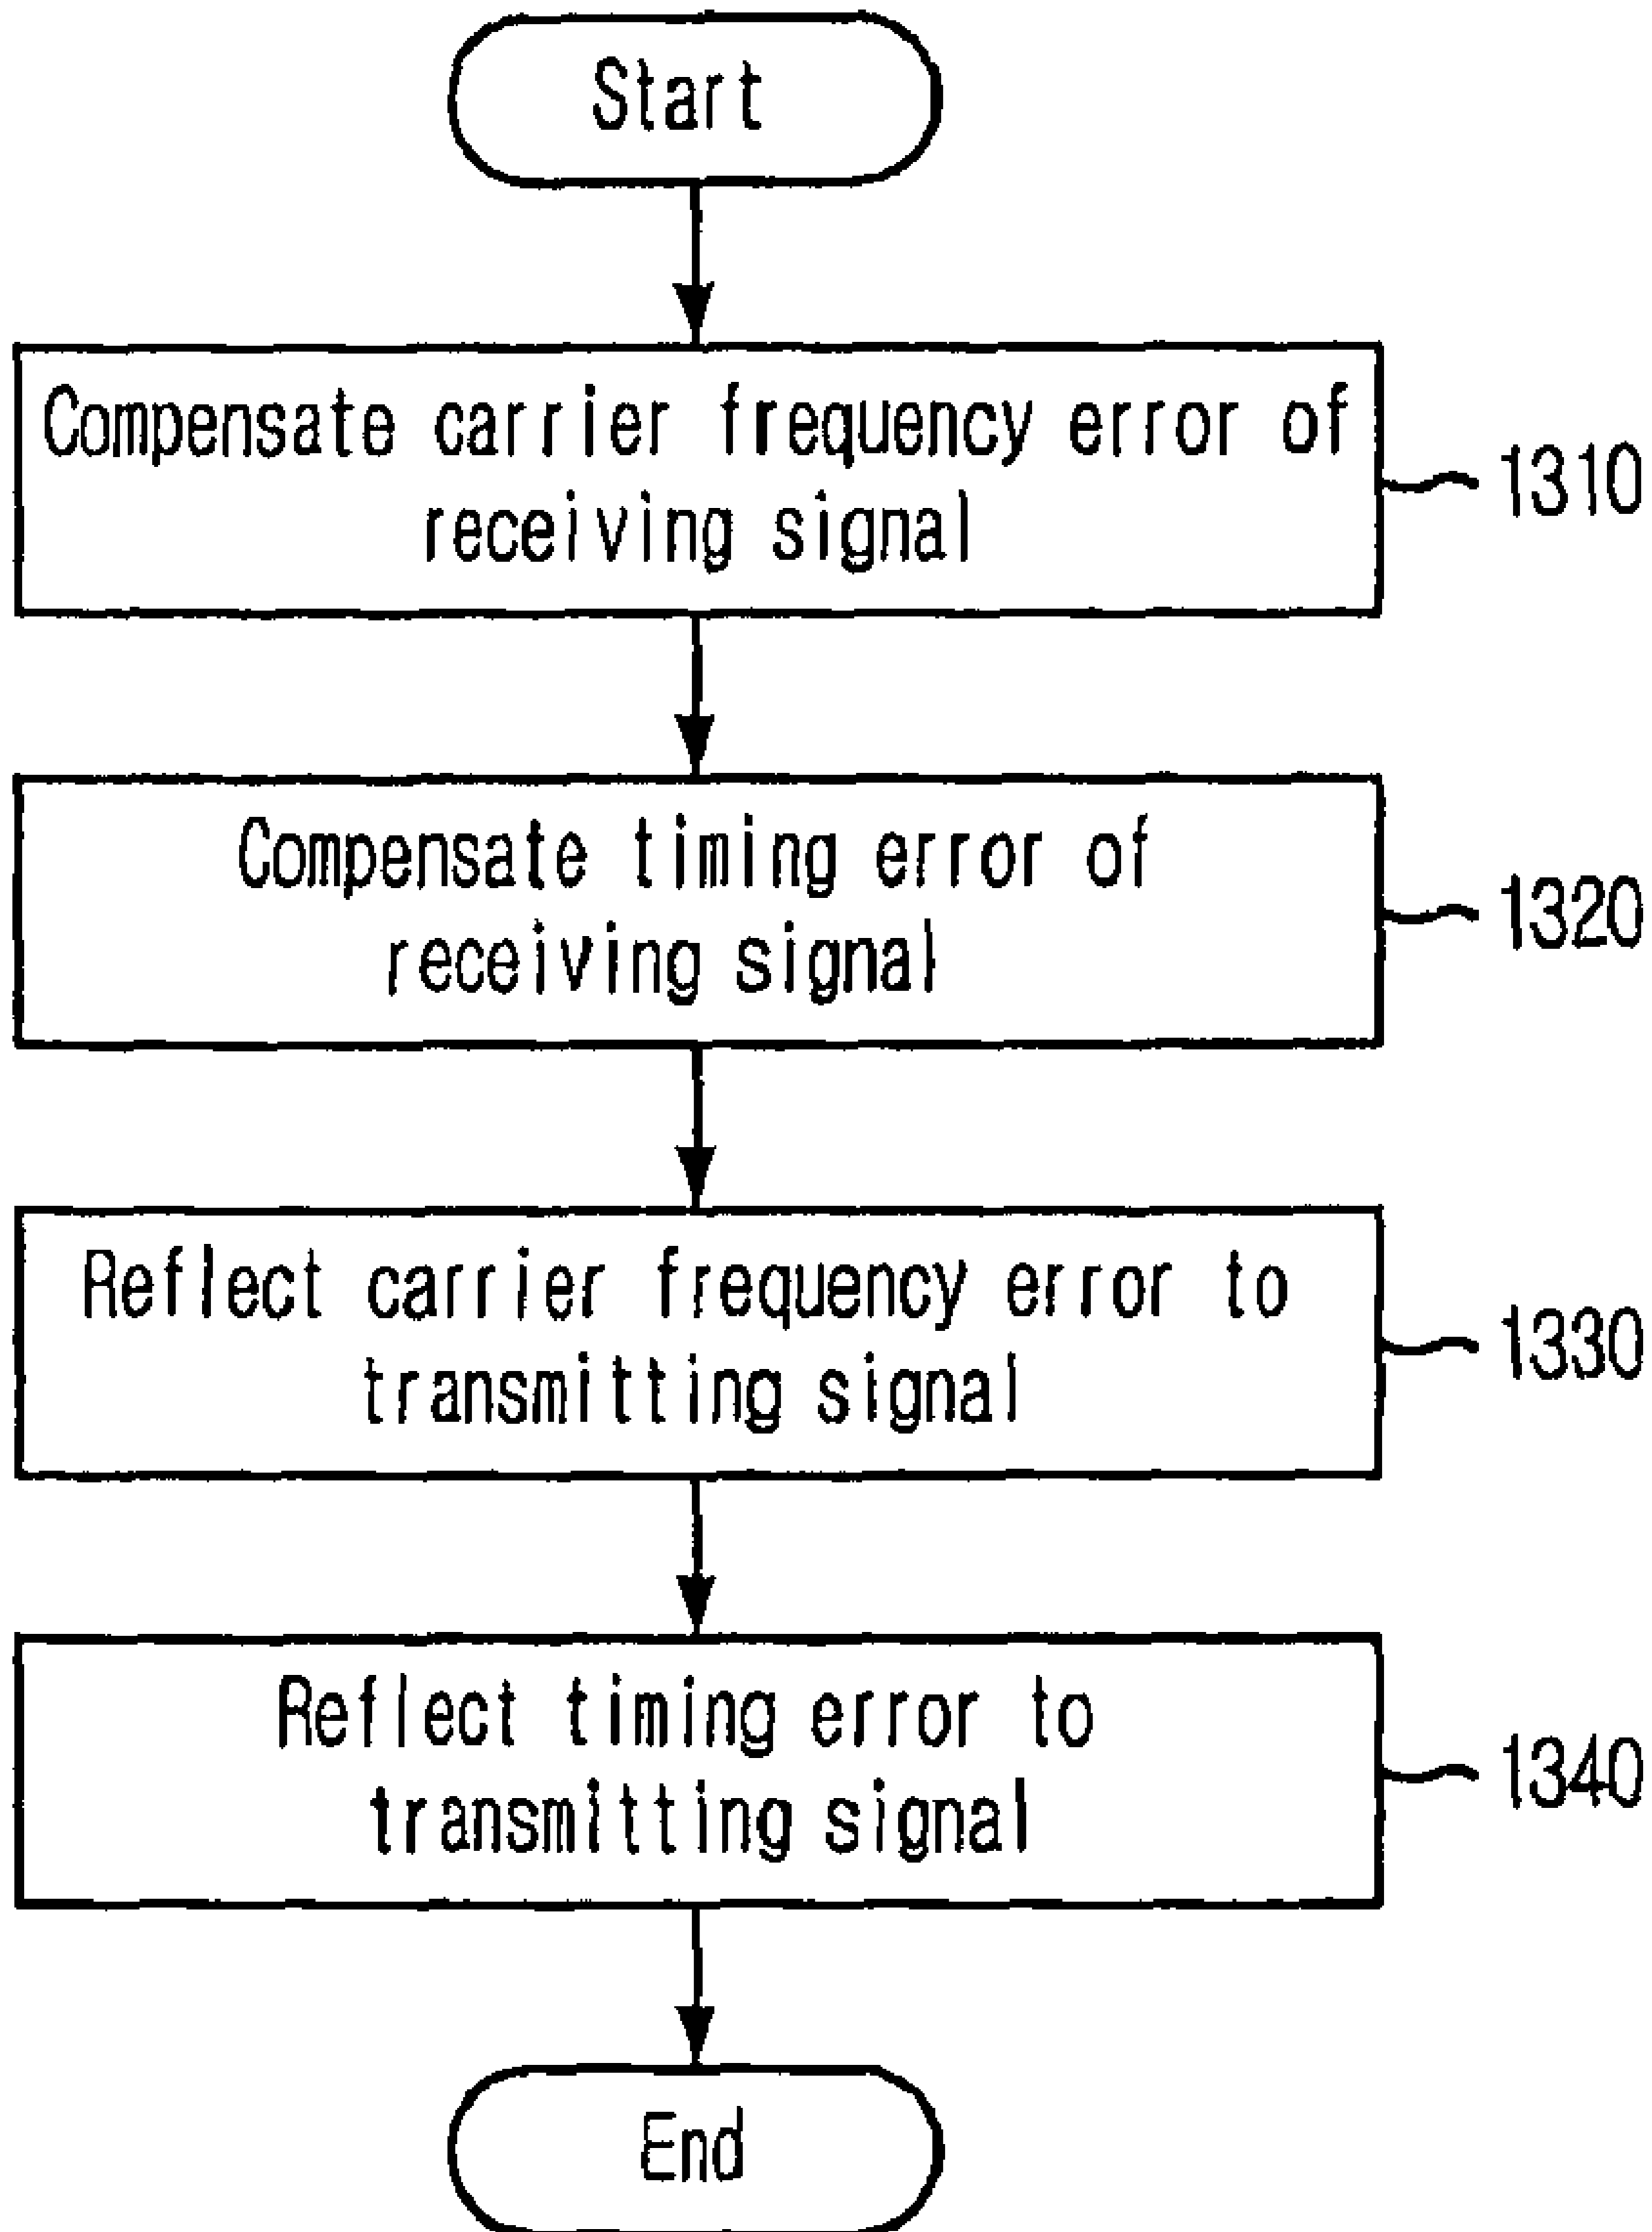 Start
Compensate carrier frequency error of
receiving signal
1310
Compensate timing error of
receiving signal
1320
Reflect carrier frequency error to
transmitting signal
1330
Reflect timing error to
transmitting signal
1340
End